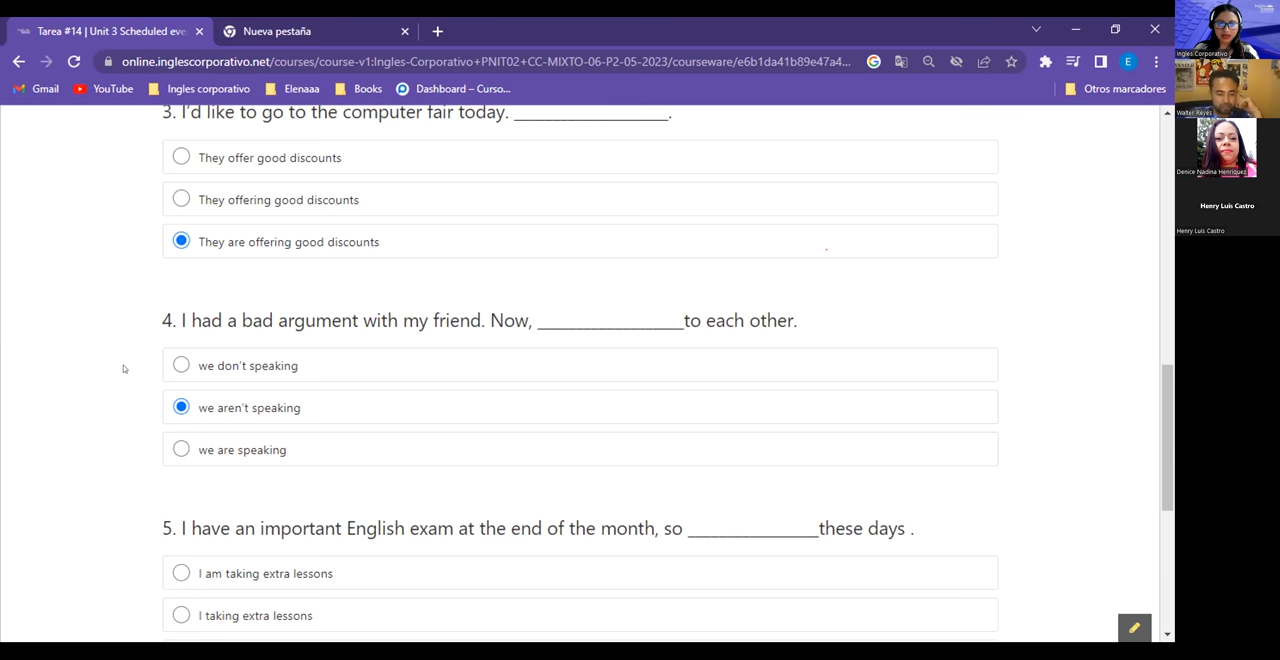 Tarea #14 | Unit 3 Scheduled eve
Nueva pestaña
online.inglescorporativo.net/courses/course-v1:Ingles-Corporativo+PNIT02+CC-MIXTO-06-P2-05-2023/courseware/e6b1da41b89e47a4...
E
Gmail
YouTube
Ingles corporativo
Elenaaa
Books
Dashboard – Curso...
Otros marcadores
3. I'd like to go to the computer fair today. ________________.
They offer good discounts
They offering good discounts
They are offering good discounts
4. I had a bad argument with my friend. Now, _________________to each other.
we don't speaking
we aren't speaking
we are speaking
5. I have an important English exam at the end of the month, so _______________these days .
I am taking extra lessons
I taking extra lessons
Ingles Corporativo
Walter Reyes
Denice Nadina Henriquez
Henry Luis Castro
Henry Luis Castro